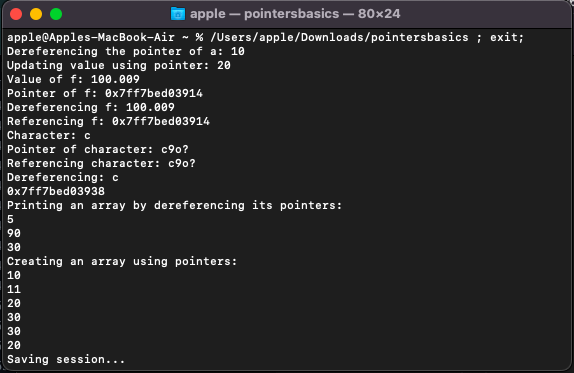 apple — pointersbasics — 80×24
apple@Apples-MacBook-Air ~ % /Users/apple/Downloads/pointersbasics ; exit;
Dereferencing the pointer of a: 10
Updating value using pointer: 20
Value of f: 100.009
Pointer of f: 0x7ff7bed03914
Dereferencing f: 100.009
Referencing f: 0x7ff7bed03914
Character: c
Pointer of character: c9o?
Referencing character: c9o?
Dereferencing: c
0x7ff7bed03938
Printing an array by dereferencing its pointers:
5
90
30
Creating an array using pointers:
10
11
20
30
30
20
Saving session...